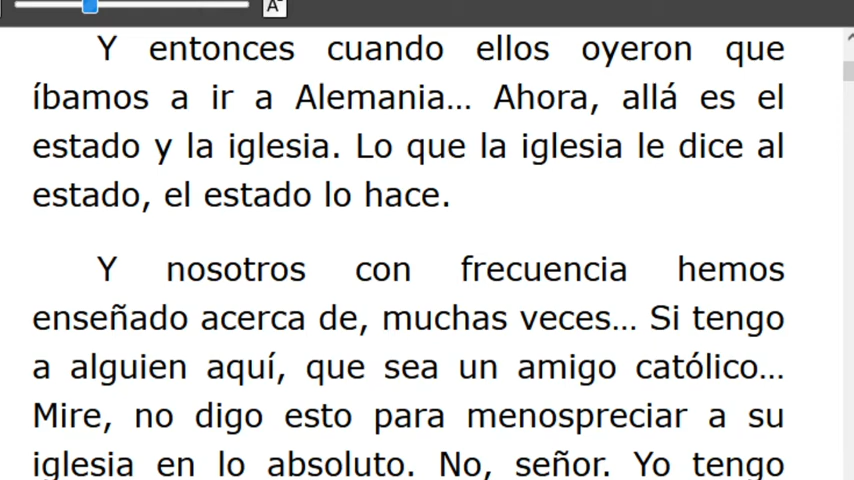 A
Y entonces cuando ellos oyeron que
íbamos a ir a Alemania... Ahora, allá es el
estado y la iglesia. Lo que la iglesia le dice al
estado, el estado lo hace.
Y nosotros con frecuencia hemos
enseñado acerca de, muchas veces... Si tengo
a alguien aquí, que sea un amigo católico...
Mire, no digo esto para menospreciar a su
iglesia en lo absoluto. No, señor. Yo tengo